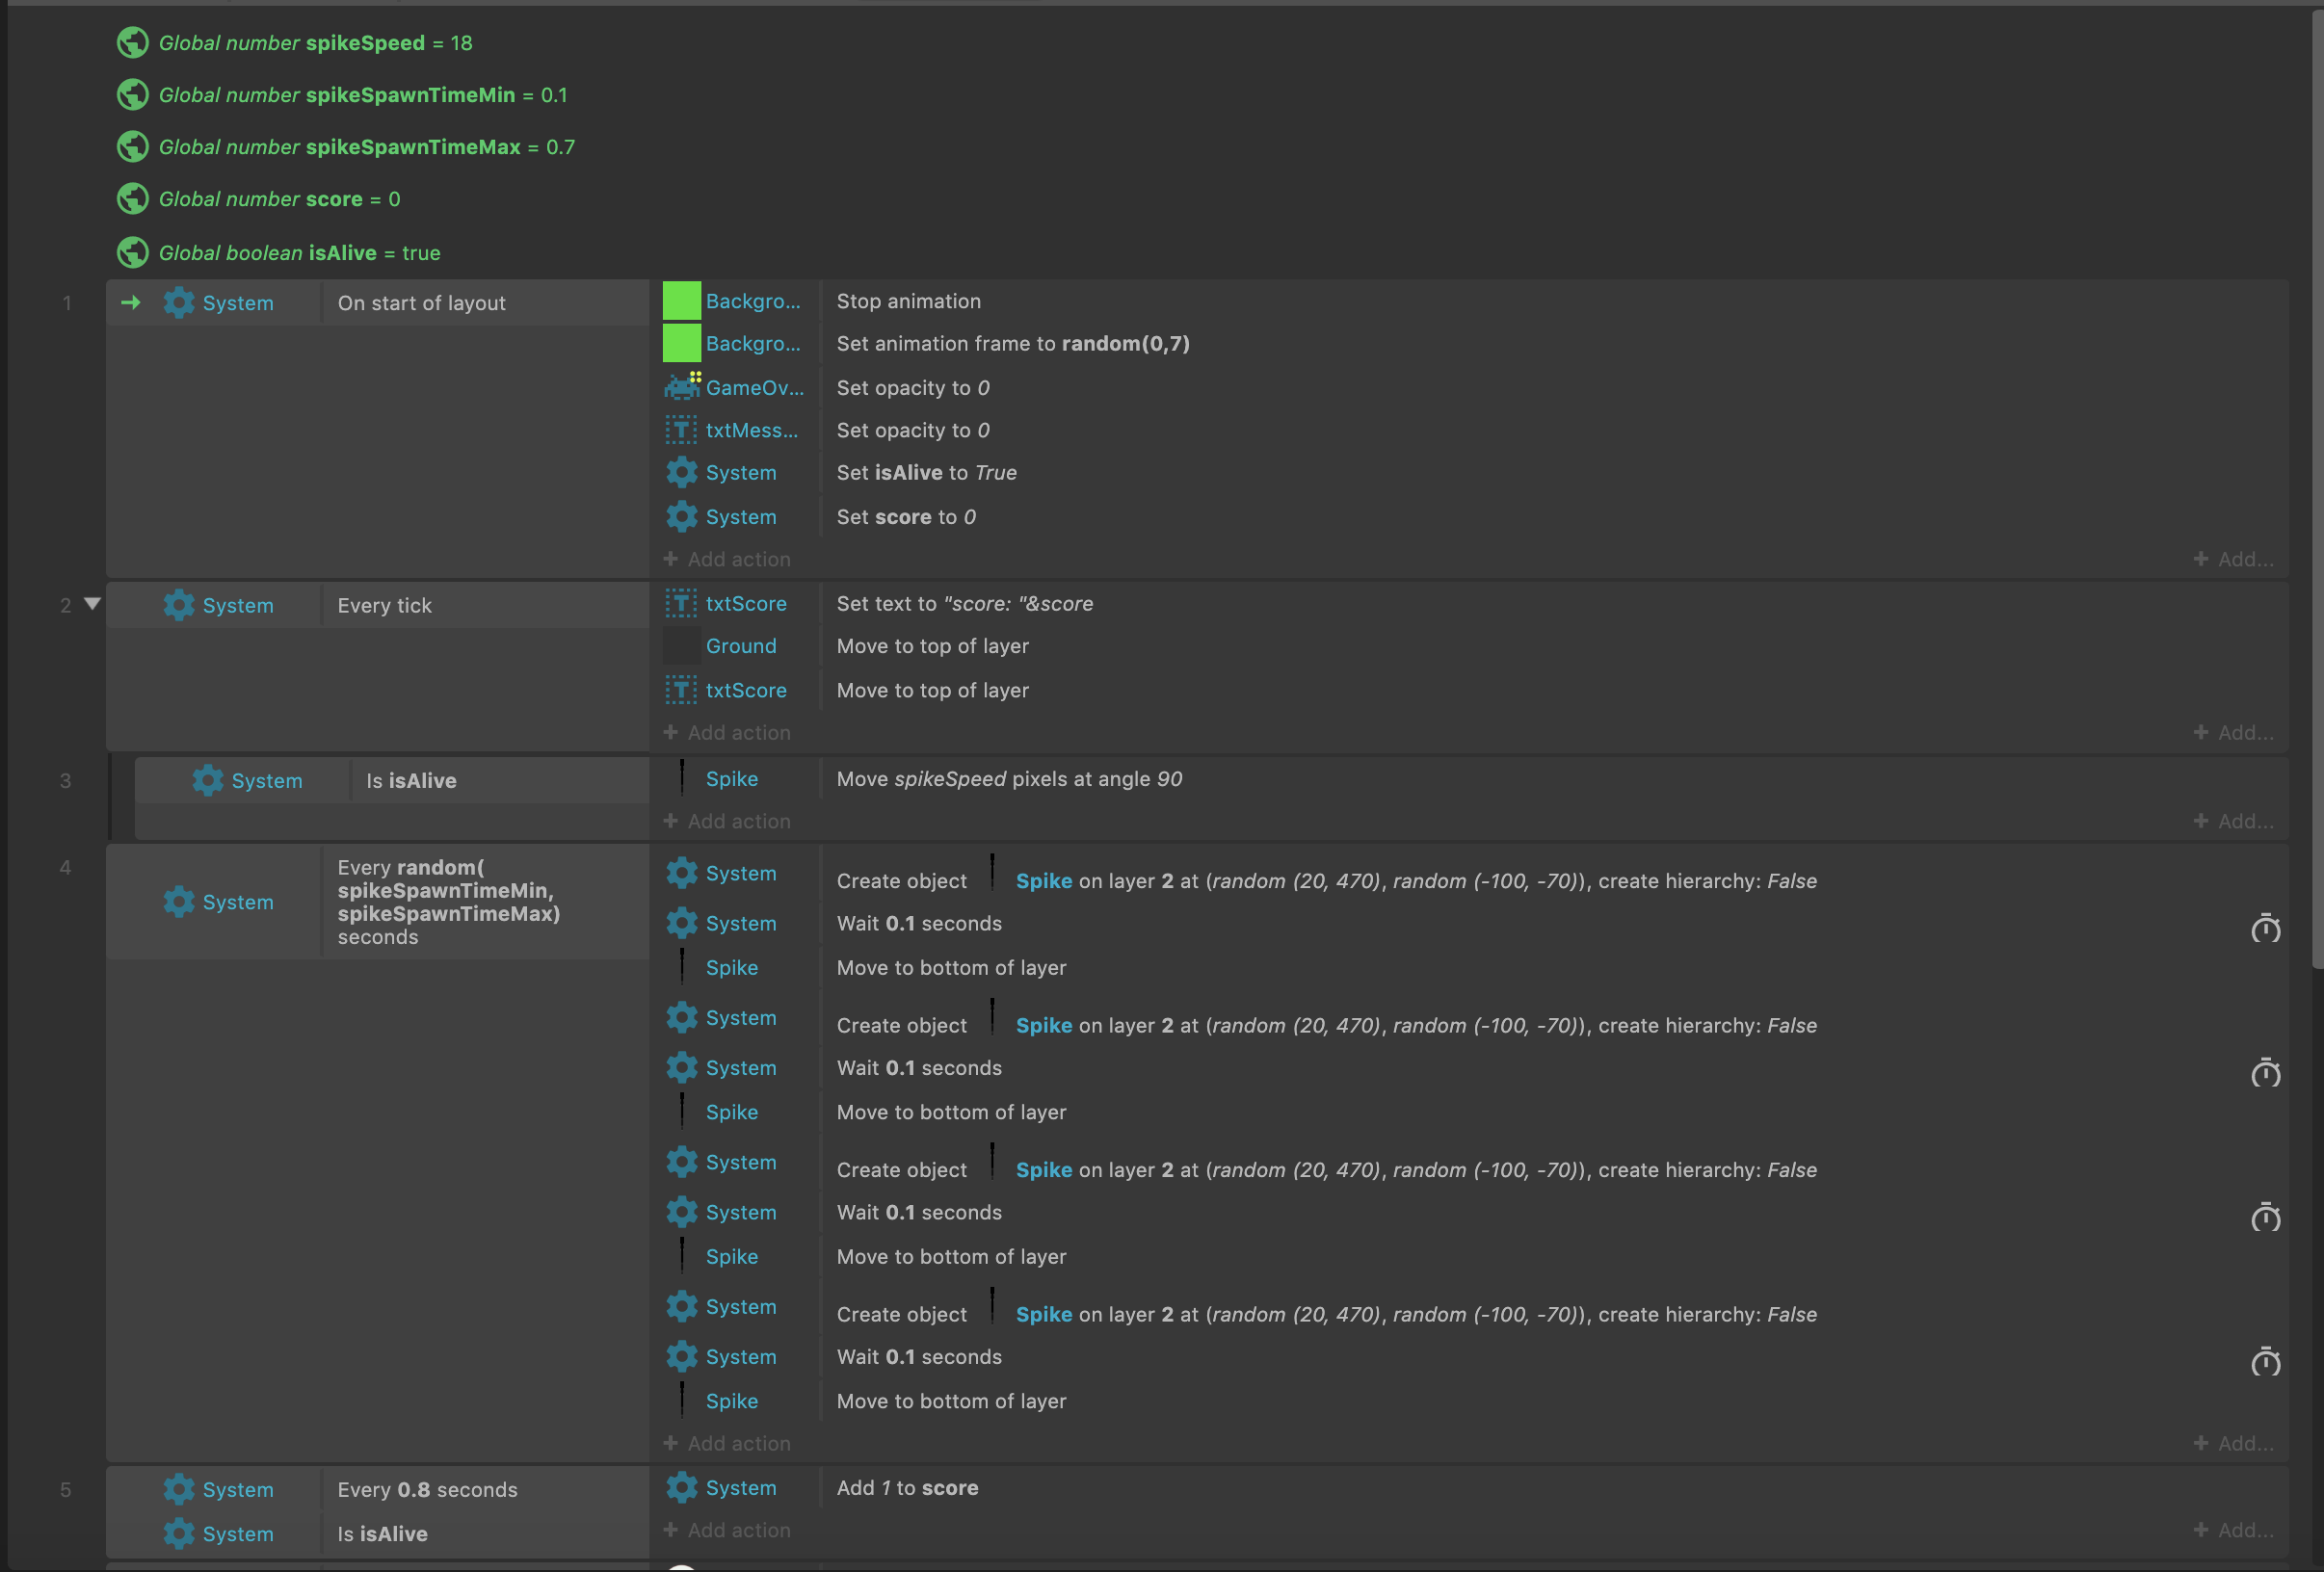 Global number spikeSpeed = 18
Global number spikeSpawnTimeMin = 0.1
Global number spikeSpawnTimeMax = 0.7
Global number score = 0
Global boolean isAlive = true
1 System On start of layout Backgro... Stop animation
Backgro... Set animation frame to random(0,7)
GameOv... Set opacity to 0
txtMess... Set opacity to 0
System Set isAlive to True
System Set score to 0
+ Add action + Add...
2 System Every tick txtScore Set text to "score: "&score
Ground Move to top of layer
txtScore Move to top of layer
+ Add action + Add...
3 System Is isAlive Spike Move spikeSpeed pixels at angle 90
+ Add action + Add...
4 System Every random(
spikeSpawnTimeMin,
spikeSpawnTimeMax)
seconds
System Create object Spike on layer 2 at (random (20, 470), random (-100, -70)), create hierarchy: False
System Wait 0.1 seconds
Spike Move to bottom of layer
System Create object Spike on layer 2 at (random (20, 470), random (-100, -70)), create hierarchy: False
System Wait 0.1 seconds
Spike Move to bottom of layer
System Create object Spike on layer 2 at (random (20, 470), random (-100, -70)), create hierarchy: False
System Wait 0.1 seconds
Spike Move to bottom of layer
System Create object Spike on layer 2 at (random (20, 470), random (-100, -70)), create hierarchy: False
System Wait 0.1 seconds
Spike Move to bottom of layer
+ Add action + Add...
5 System Every 0.8 seconds System Add 1 to score
System Is isAlive + Add action + Add...